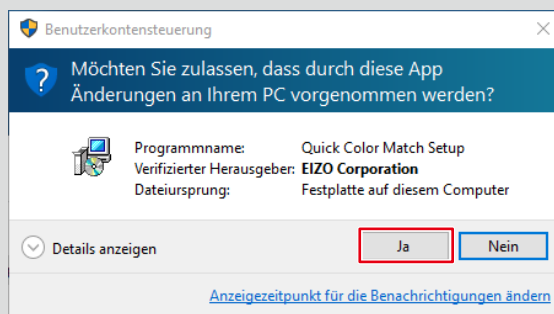 Benutzerkontensteuerung
Möchten Sie zulassen, dass durch diese App
Änderungen an Ihrem PC vorgenommen werden?
Programmname: Quick Color Match Setup
Verifizierter Herausgeber: EIZO Corporation
Dateiursprung: Festplatte auf diesem Computer
Details anzeigen
Ja
Nein
Anzeigezeitpunkt für die Benachrichtigungen ändern